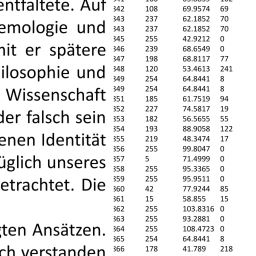 entfaltete. Auf
emologie und
mit er spätere
ilosophie und
Wissenschaft
der falsch sein
enen Identität
üglich unseres
etrachtet. Die
gten Ansätzen.
ch verstanden
342 108 69.9574 69
343 237 62.1852 70
343 237 62.1852 70
345 255 42.9212 0
346 239 68.6549 0
347 198 68.8117 77
348 120 53.4613 241
349 254 64.8441 8
349 254 64.8441 8
351 185 61.7519 94
352 227 74.5817 19
353 182 56.5655 55
354 193 88.9058 122
355 219 48.3474 17
356 255 99.8047 0
357 5 71.4999 0
358 255 95.3365 0
359 255 95.9511 0
360 42 77.9244 85
361 15 58.855 15
362 255 103.8316 0
363 255 93.2881 0
364 255 108.4723 0
365 254 64.8441 8
366 178 41.789 218